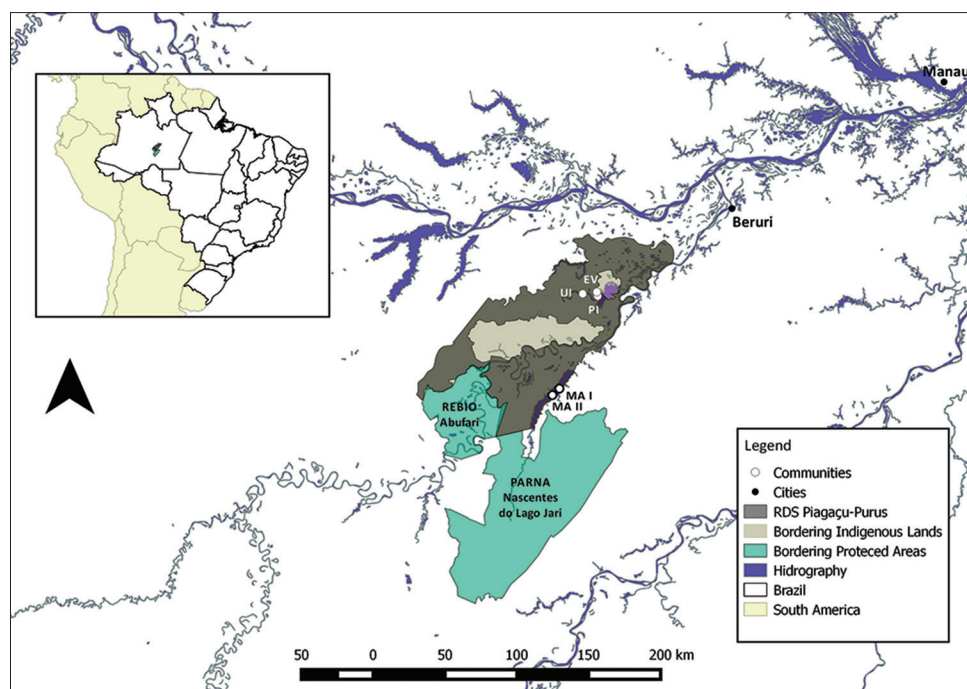 Manau
Beruri
EV
UI
PI
MA I
MA II
REBIO
Abufari
PARNA
Nascentes
do Lago Jari
Legend
Communities
Cities
RDS Piagaçu-Purus
Bordering Indigenous Lands
Bordering Proteced Areas
Hidrography
Brazil
South America
50 0 50 100 150 200 km